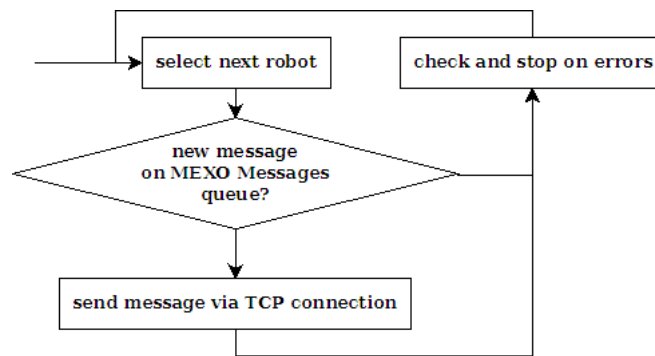 select next robot
check and stop on errors
new message
on MEXO Messages
queue?
send message via TCP connection